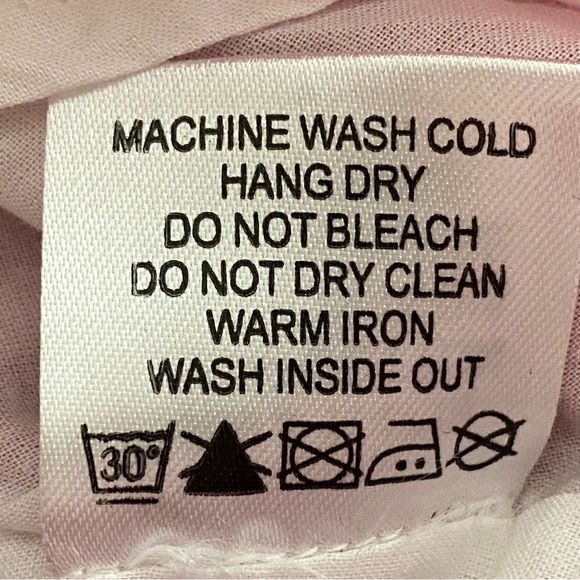 MACHINE WASH COLD
HANG DRY
DO NOT BLEACH
DO NOT DRY CLEAN
WARM IRON
WASH INSIDE OUT
30°